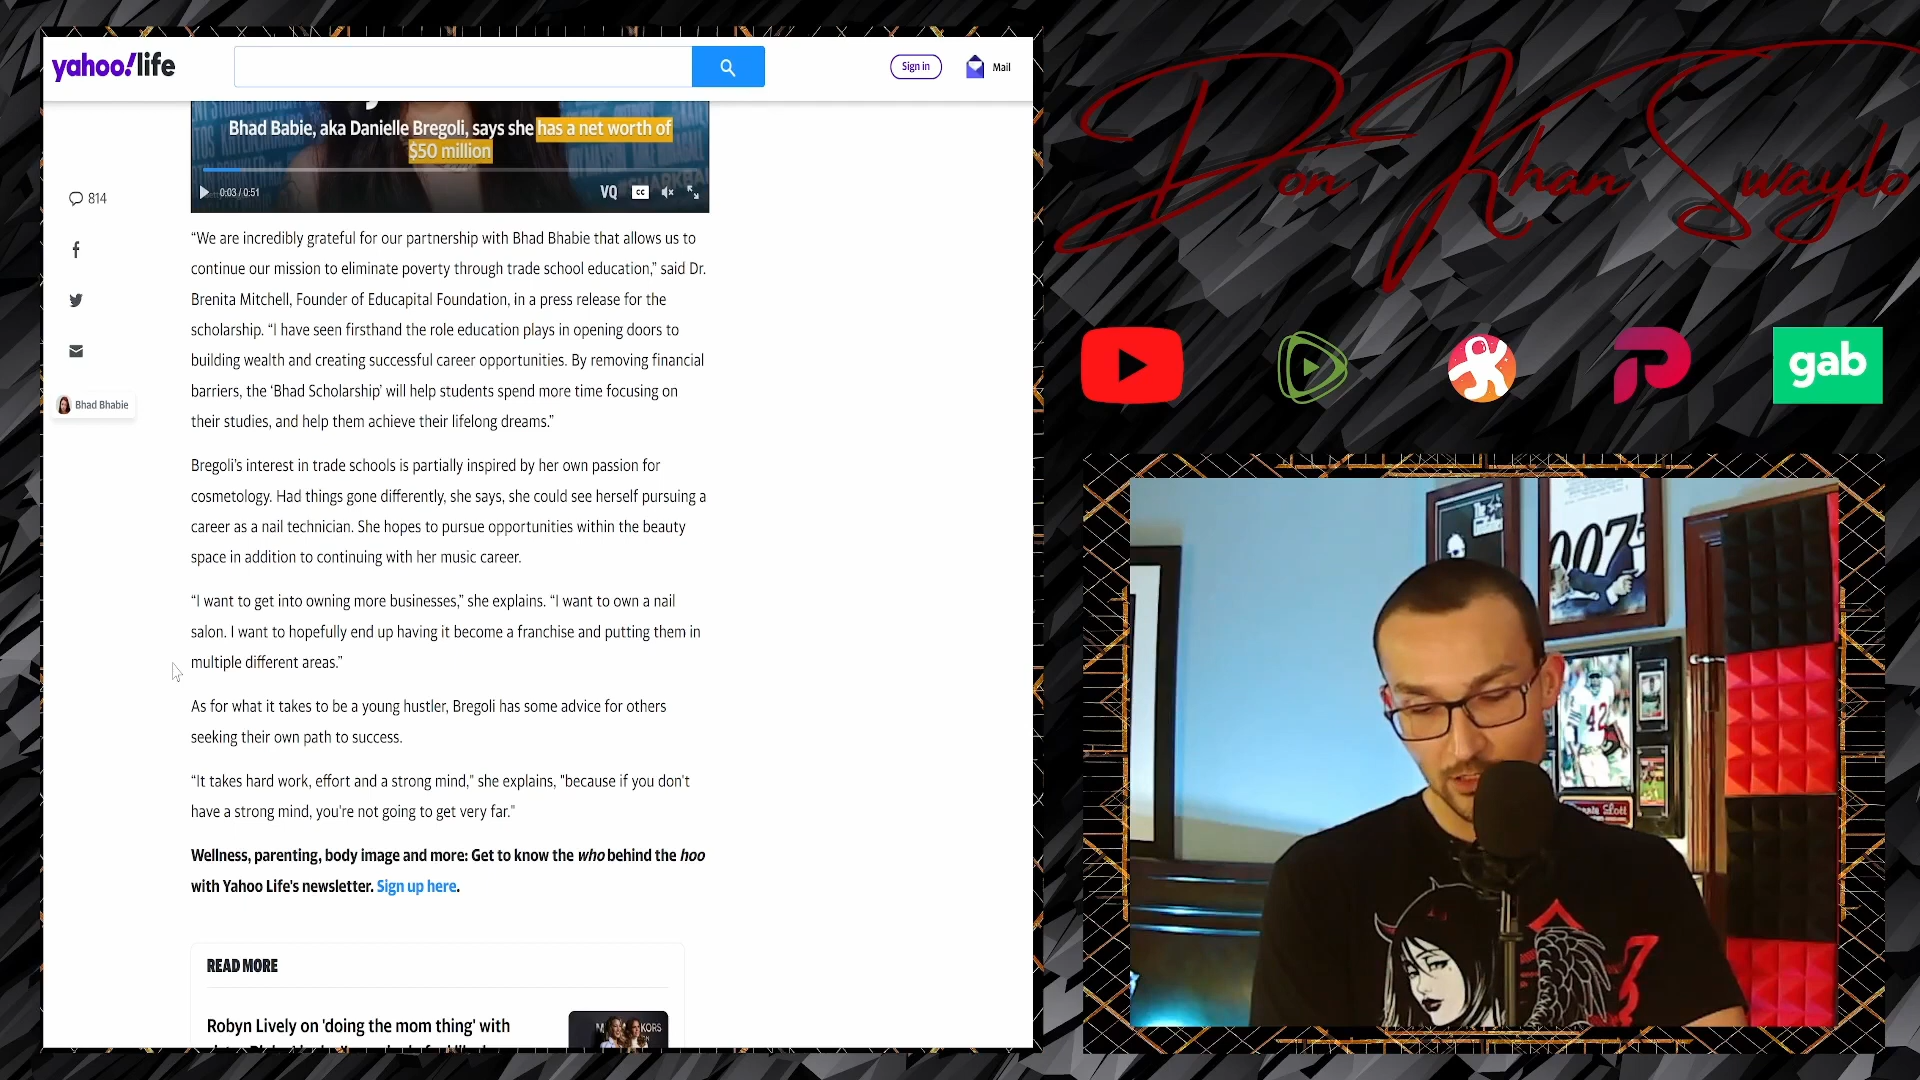 yahoo!life
Sign in
Mail
Don Khan Swaylo
Bhad Babie, aka Danielle Bregoli, says she has a net worth of
$50 million
0:03 / 0:51
VQ
cc
814
Bhad Bhabie
“We are incredibly grateful for our partnership with Bhad Bhabie that allows us to
continue our mission to eliminate poverty through trade school education,” said Dr.
Brenita Mitchell, Founder of Educapital Foundation, in a press release for the
scholarship. “I have seen firsthand the role education plays in opening doors to
building wealth and creating successful career opportunities. By removing financial
barriers, the ‘Bhad Scholarship’ will help students spend more time focusing on
their studies, and help them achieve their lifelong dreams.”
Bregoli's interest in trade schools is partially inspired by her own passion for
cosmetology. Had things gone differently, she says, she could see herself pursuing a
career as a nail technician. She hopes to pursue opportunities within the beauty
space in addition to continuing with her music career.
“I want to get into owning more businesses,” she explains. “I want to own a nail
salon. I want to hopefully end up having it become a franchise and putting them in
multiple different areas.”
As for what it takes to be a young hustler, Bregoli has some advice for others
seeking their own path to success.
“It takes hard work, effort and a strong mind," she explains, "because if you don't
have a strong mind, you're not going to get very far."
Wellness, parenting, body image and more: Get to know the who behind the hoo
with Yahoo Life's newsletter. Sign up here.
READ MORE
Robyn Lively on 'doing the mom thing' with
gab
007
42
KORS